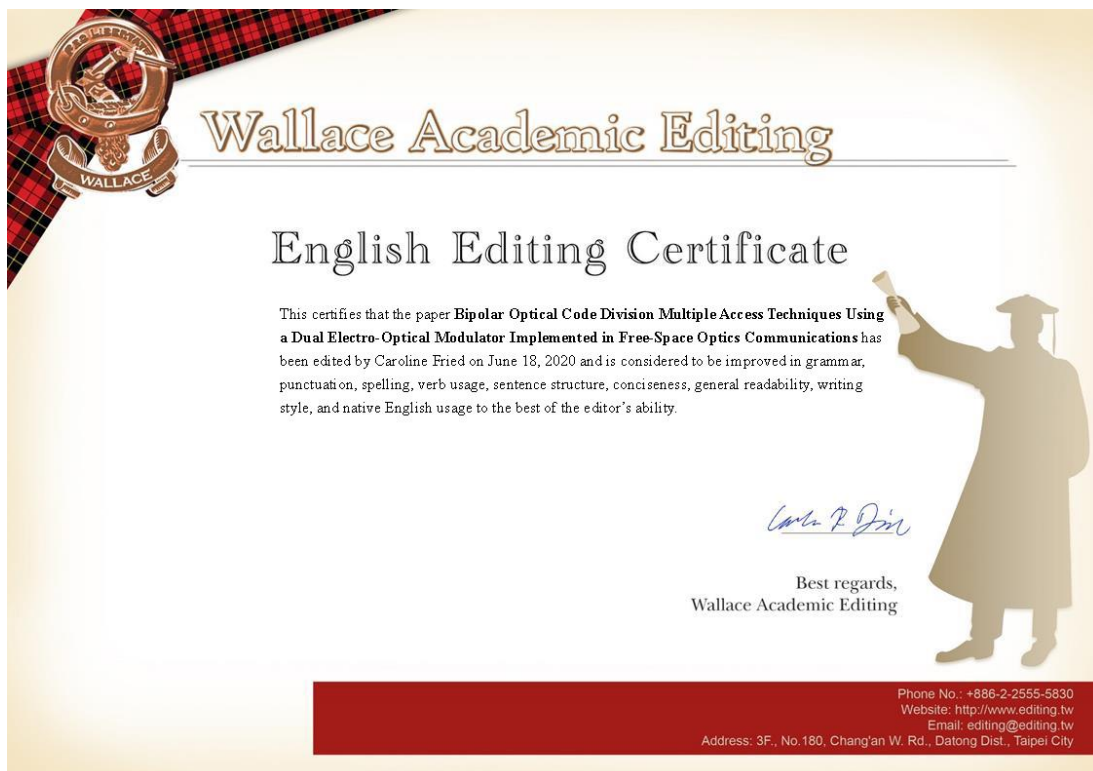 PRO LIBERTATE
WALLACE
Wallace Academic Editing
English Editing Certificate
This certifies that the paper Bipolar Optical Code Division Multiple Access Techniques Using
a Dual Electro-Optical Modulator Implemented in Free-Space Optics Communications has
been edited by Caroline Fried on June 18, 2020 and is considered to be improved in grammar,
punctuation, spelling, verb usage, sentence structure, conciseness, general readability, writing
style, and native English usage to the best of the editor’s ability.
Best regards,
Wallace Academic Editing
Phone No.: +886-2-2555-5830
Website: http://www.editing.tw
Email: editing@editing.tw
Address: 3F., No.180, Chang'an W. Rd., Datong Dist., Taipei City